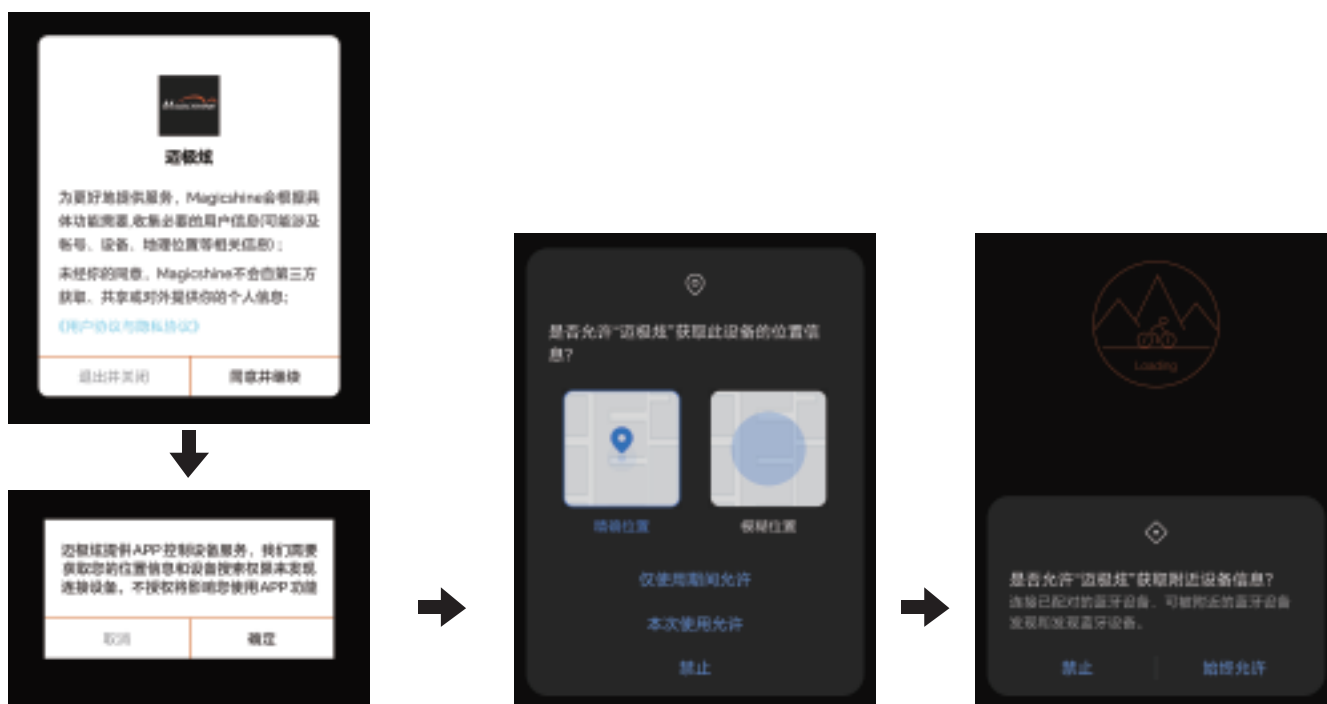 Magicshine
迈极炫
为更好地提供服务，Magicshine会根据具
体功能需要,收集必要的用户信息(可能涉及
帐号、设备、地理位置等相关信息)；
未经你的同意，Magicshine不会向第三方
获取、共享或对外提供你的个人信息；
《用户协议与隐私协议》
退出并关闭
同意并继续
迈极炫提供APP控制设备服务，我们需要
获取您的位置信息和设备搜索权限来发现
连接设备，不授权将影响您使用APP功能
取消
确定
是否允许“迈极炫”获取此设备的位置信
息？
精确位置
模糊位置
仅使用期间允许
本次使用允许
禁止
Loading
是否允许“迈极炫”获取附近设备信息？
连接已配对的蓝牙设备，可被附近的蓝牙设备
发现和发现蓝牙设备。
禁止
始终允许